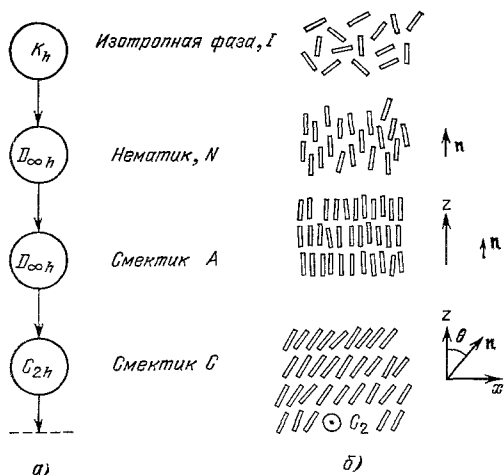 K_h Изотропная фаза, I
D_∞h Нематик, N n
D_∞h Смектик А z n
C_2h Смектик С z θ n x
C_2
а) б)